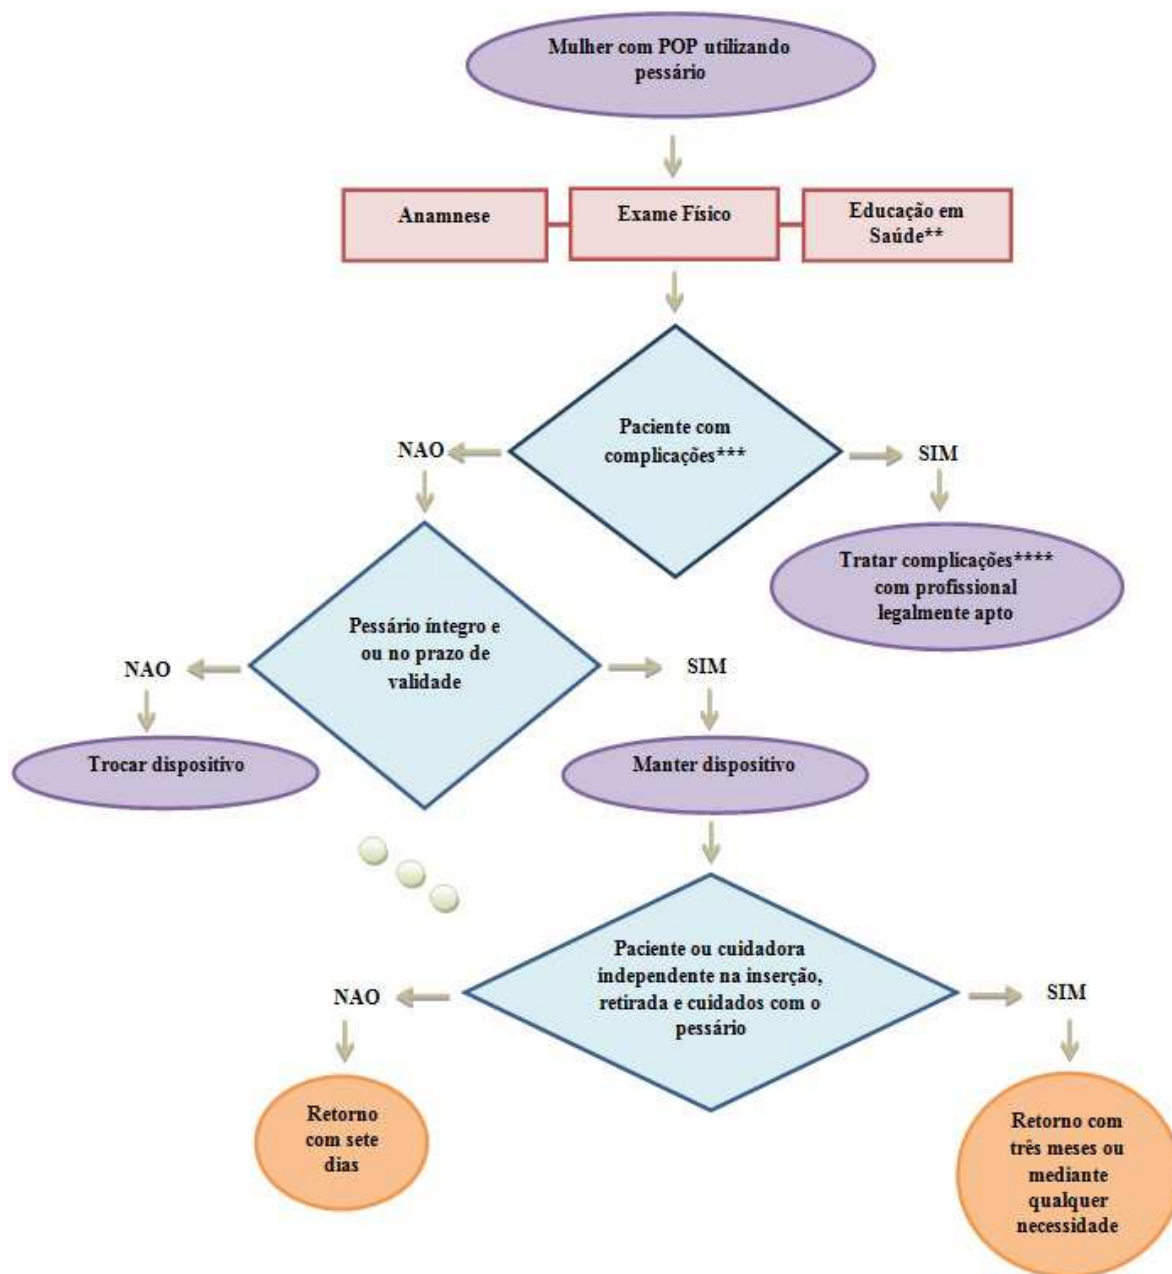 Mulher com POP utilizando
pessário
Anamnese
Exame Físico
Educação em
Saúde**
Paciente com
complicações***
NAO
SIM
Tratar complicações****
com profissional
legalmente apto
Pessário íntegro e
ou no prazo de
validade
NAO
SIM
Trocar dispositivo
Manter dispositivo
Paciente ou cuidadora
independente na inserção,
retirada e cuidados com o
pessário
NAO
SIM
Retorno
com sete
dias
Retorno com
três meses ou
mediante
qualquer
necessidade